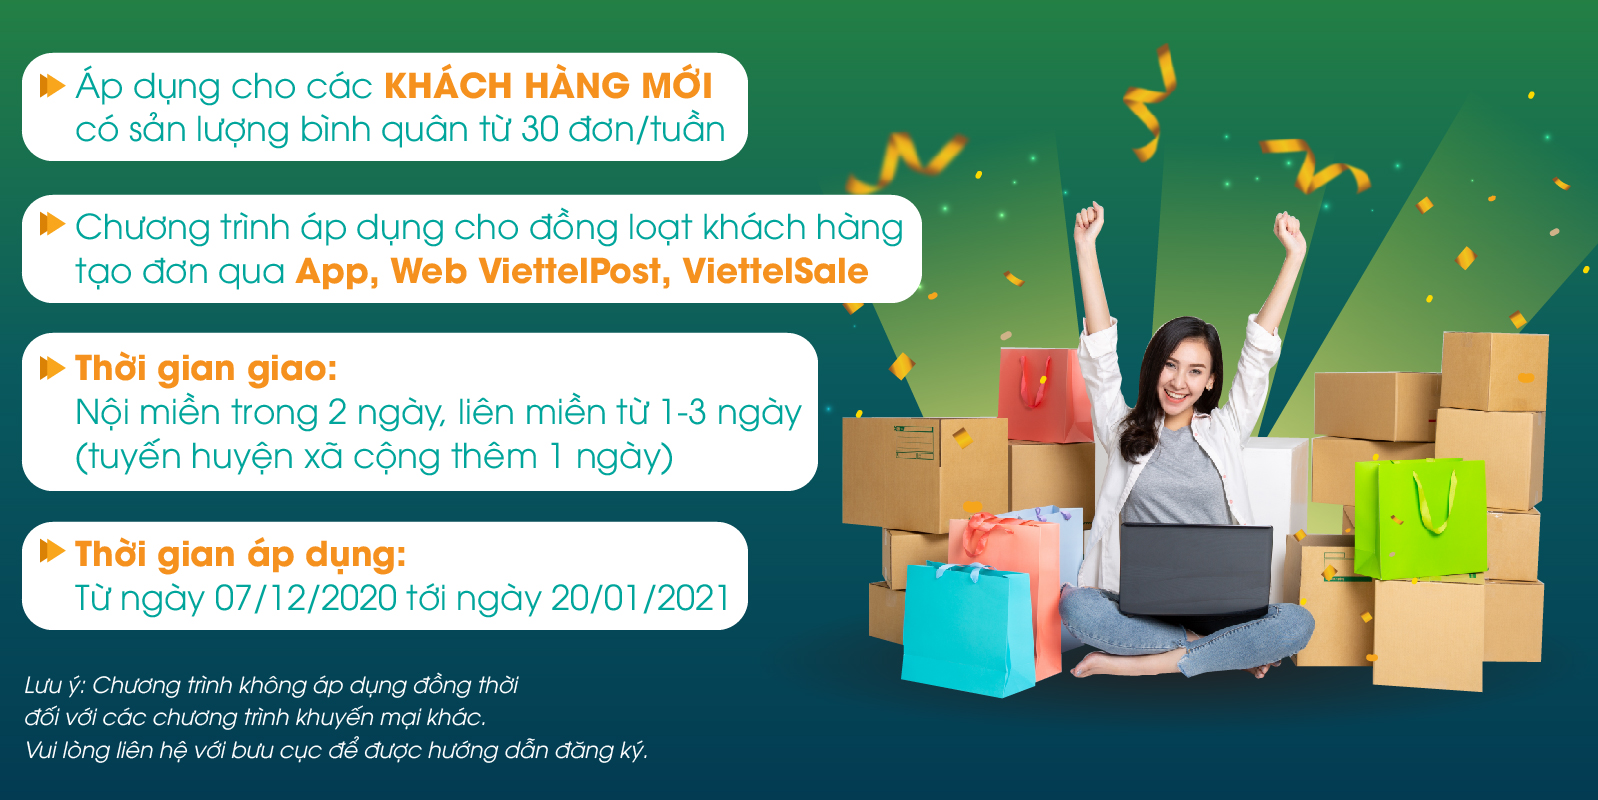 Áp dụng cho các KHÁCH HÀNG MỚI
có sản lượng bình quân từ 30 đơn/tuần
Chương trình áp dụng cho đồng loạt khách hàng
tạo đơn qua App, Web ViettelPost, ViettelSale
Thời gian giao:
Nội miền trong 2 ngày, liên miền từ 1-3 ngày
(tuyến huyện xã cộng thêm 1 ngày)
Thời gian áp dụng:
Từ ngày 07/12/2020 tới ngày 20/01/2021
Lưu ý: Chương trình không áp dụng đồng thời
đối với các chương trình khuyến mại khác.
Vui lòng liên hệ với bưu cục để được hướng dẫn đăng ký.